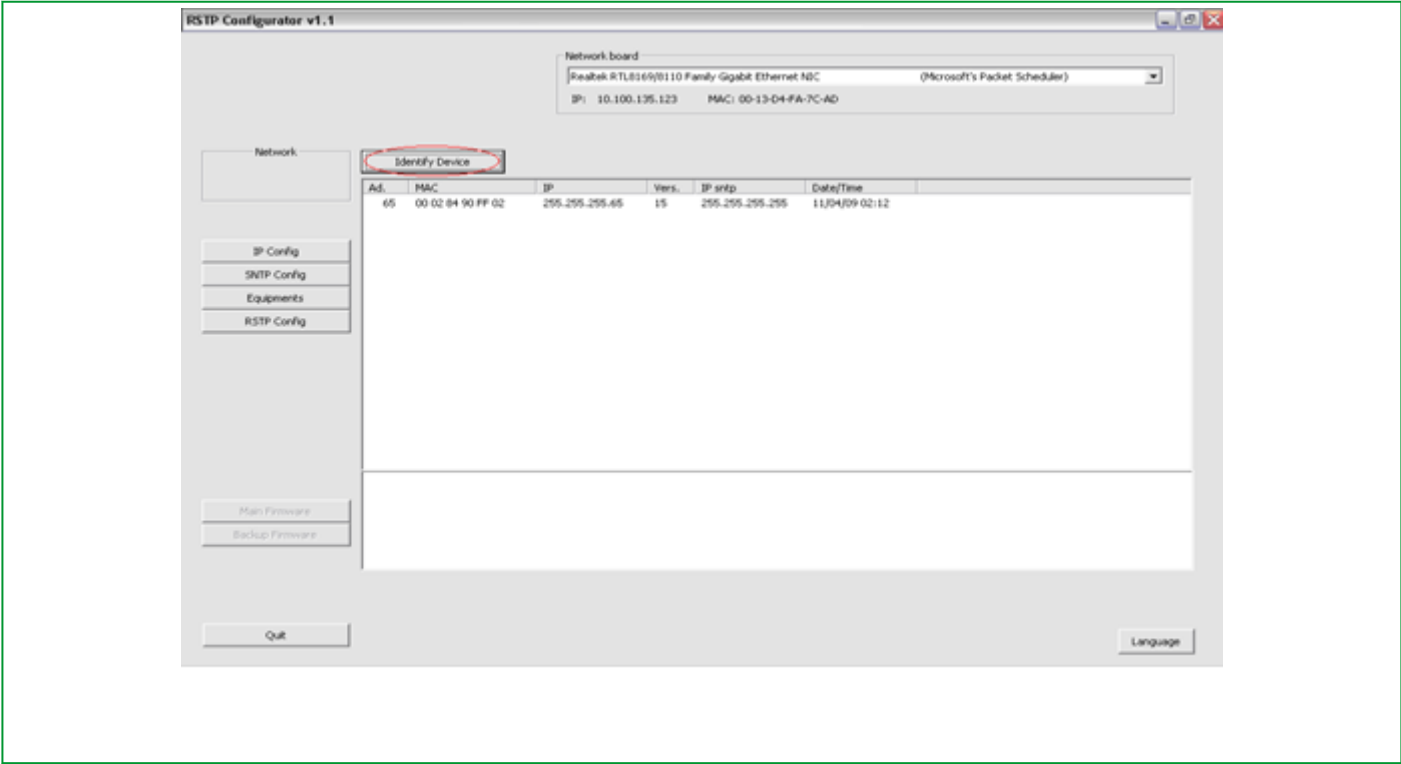 RSTP Configurator v1.1
Network board
Realtek RTL8169/8110 Family Gigabit Ethernet NIC (Microsoft's Packet Scheduler)
IP: 10.100.135.123 MAC: 00-13-D4-FA-7C-AD
Network
Identify Device
Ad. MAC IP Vers. IP sntp Date/Time
65 00 02 84 90 FF 02 255.255.255.65 15 255.255.255.255 11/04/09 02:12
IP Config
SNTP Config
Equipments
RSTP Config
Main Firmware
Backup Firmware
Quit
Language